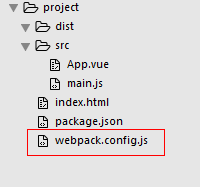 project
dist
src
App.vue
main.js
index.html
package.json
webpack.config.js